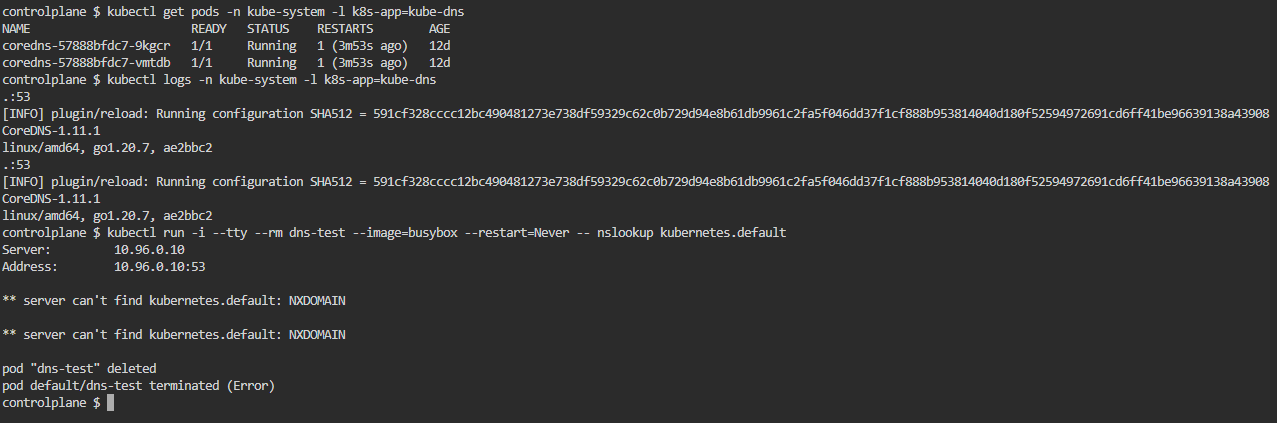 controlplane $ kubectl get pods -n kube-system -l k8s-app=kube-dns
NAME                       READY   STATUS    RESTARTS        AGE
coredns-57888bfdc7-9kgcr   1/1     Running   1 (3m53s ago)   12d
coredns-57888bfdc7-vmtdb   1/1     Running   1 (3m53s ago)   12d
controlplane $ kubectl logs -n kube-system -l k8s-app=kube-dns
.:53
[INFO] plugin/reload: Running configuration SHA512 = 591cf328cccc12bc490481273e738df59329c62c0b729d94e8b61db9961c2fa5f046dd37f1cf888b953814040d180f52594972691cd6ff41be96639138a43908
CoreDNS-1.11.1
linux/amd64, go1.20.7, ae2bbc2
.:53
[INFO] plugin/reload: Running configuration SHA512 = 591cf328cccc12bc490481273e738df59329c62c0b729d94e8b61db9961c2fa5f046dd37f1cf888b953814040d180f52594972691cd6ff41be96639138a43908
CoreDNS-1.11.1
linux/amd64, go1.20.7, ae2bbc2
controlplane $ kubectl run -i --tty --rm dns-test --image=busybox --restart=Never -- nslookup kubernetes.default
Server:         10.96.0.10
Address:        10.96.0.10:53

** server can't find kubernetes.default: NXDOMAIN

** server can't find kubernetes.default: NXDOMAIN

pod "dns-test" deleted
pod default/dns-test terminated (Error)
controlplane $